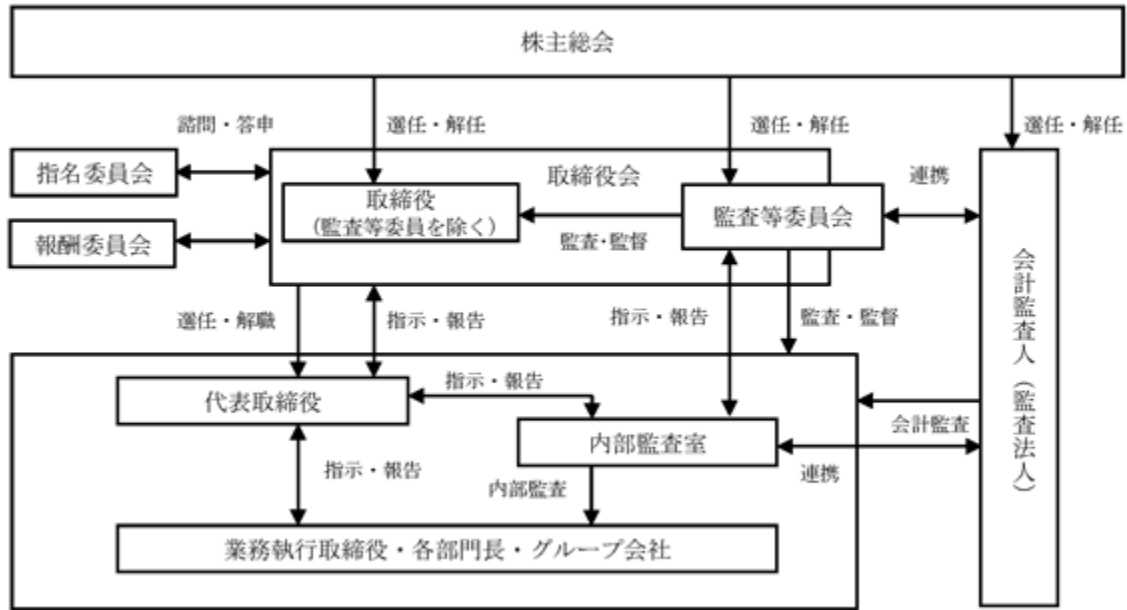 株主総会
選任・解任
選任・解任
選任・解任
諮問・答申
指名委員会
報酬委員会
取締役会
取締役
(監査等委員を除く)
監査・監督
監査等委員会
連携
会計監査人(監査法人)
選任・解職
指示・報告
指示・報告
監査・監督
代表取締役
指示・報告
内部監査室
会計監査
連携
指示・報告
内部監査
業務執行取締役・各部門長・グループ会社